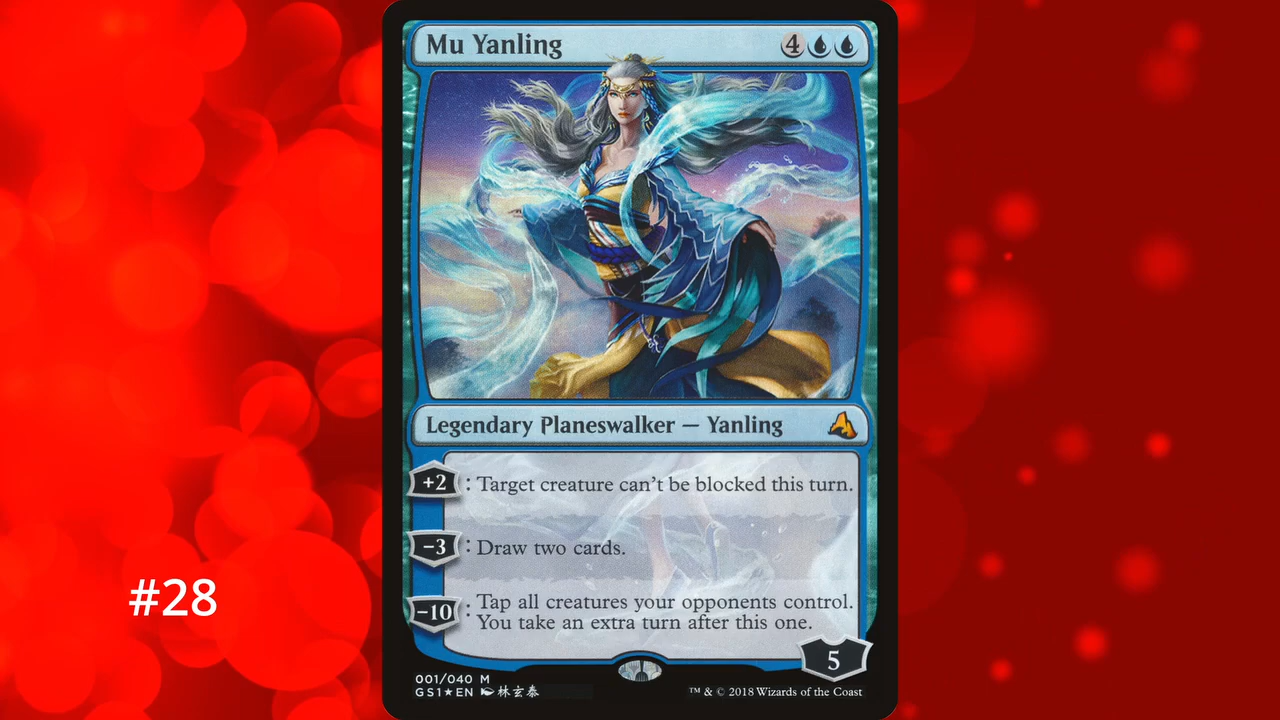 Mu Yanling 4
Legendary Planeswalker — Yanling
+2 : Target creature can't be blocked this turn.
−3 : Draw two cards.
−10 : Tap all creatures your opponents control.
You take an extra turn after this one.
5
#28
001/040 M
GS1★EN 林玄泰
™ & © 2018 Wizards of the Coast